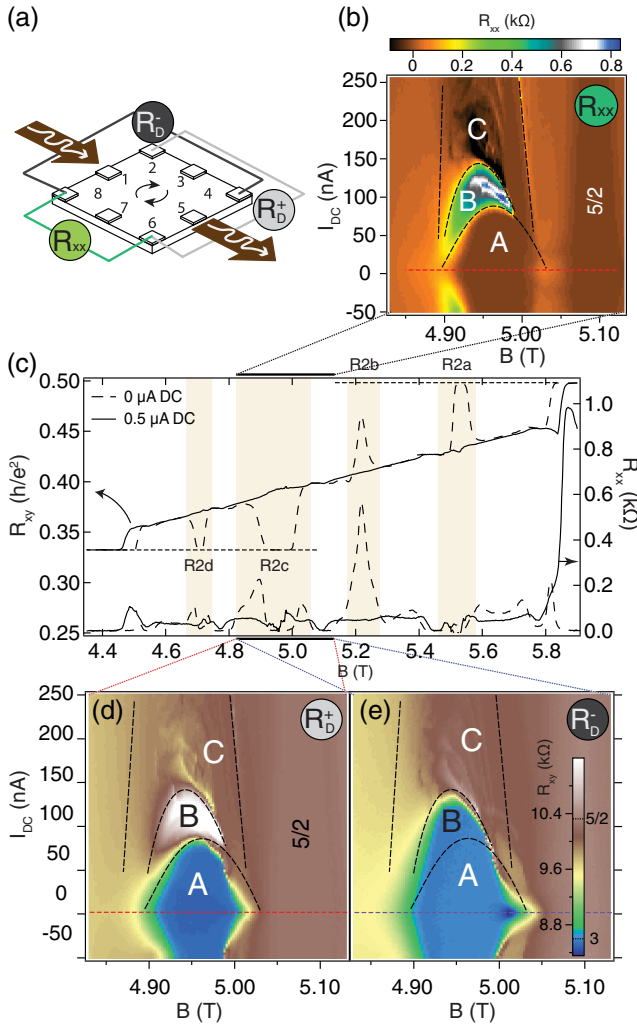 (a)
R_D^-
2
1
3
8
4
7
5
6
R_D^+
R_xx
(b)
R_xx (kΩ)
0
0.2
0.4
0.6
0.8
250
200
150
100
50
0
-50
I_DC (nA)
C
B
A
R_xx
5/2
4.90
5.00
5.10
B (T)
(c)
R2b
R2a
0 µA DC
0.5 µA DC
0.50
0.45
0.40
0.35
0.30
0.25
R_xy (h/e²)
R2d
R2c
1.0
0.8
0.6
0.4
0.2
0.0
R_xx (kΩ)
4.4
4.6
4.8
5.0
5.2
5.4
5.6
5.8
B (T)
(d)
R_D^+
250
200
150
100
50
0
-50
I_DC (nA)
C
B
A
5/2
4.90
5.00
5.10
B (T)
(e)
R_D^-
C
B
A
R_xy (kΩ)
10.4
5/2
9.6
8.8
3
4.90
5.00
5.10
B (T)